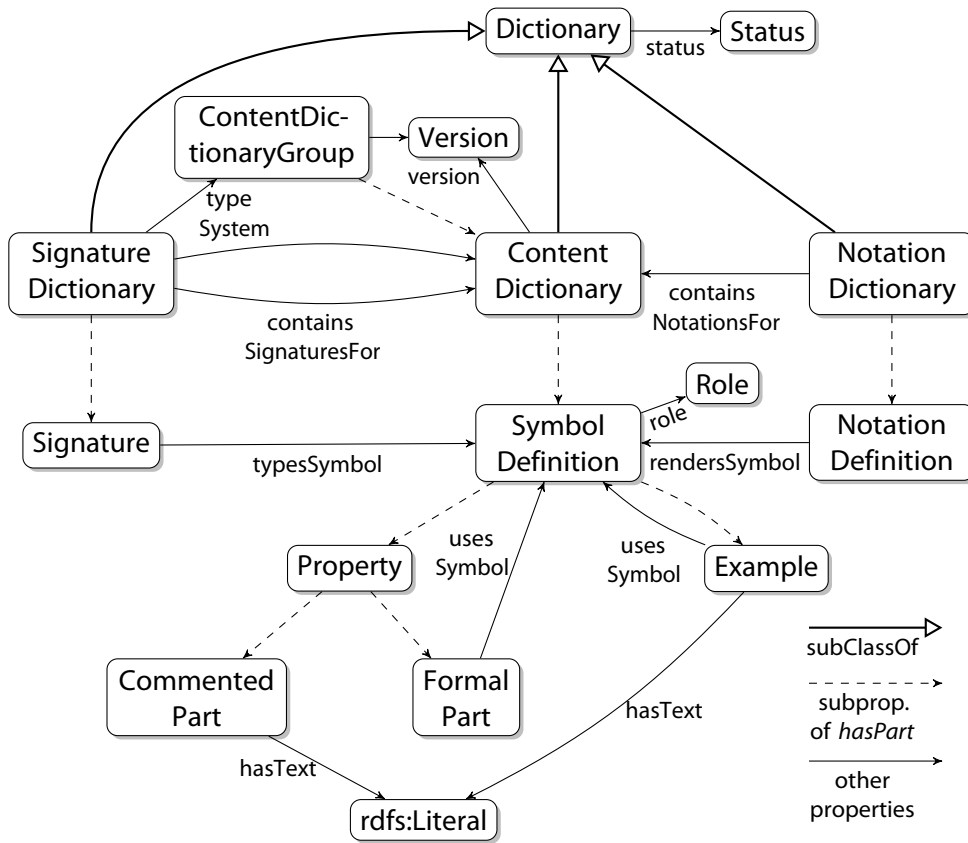 Dictionary
status
Status
ContentDic-
tionaryGroup
Version
version
type
System
Signature
Dictionary
Content
Dictionary
Notation
Dictionary
contains
SignaturesFor
contains
NotationsFor
Role
role
Signature
typesSymbol
Symbol
Definition
rendersSymbol
Notation
Definition
uses
Symbol
uses
Symbol
Property
Example
Commented
Part
Formal
Part
hasText
hasText
rdfs:Literal
subClassOf
subprop.
of hasPart
other
properties